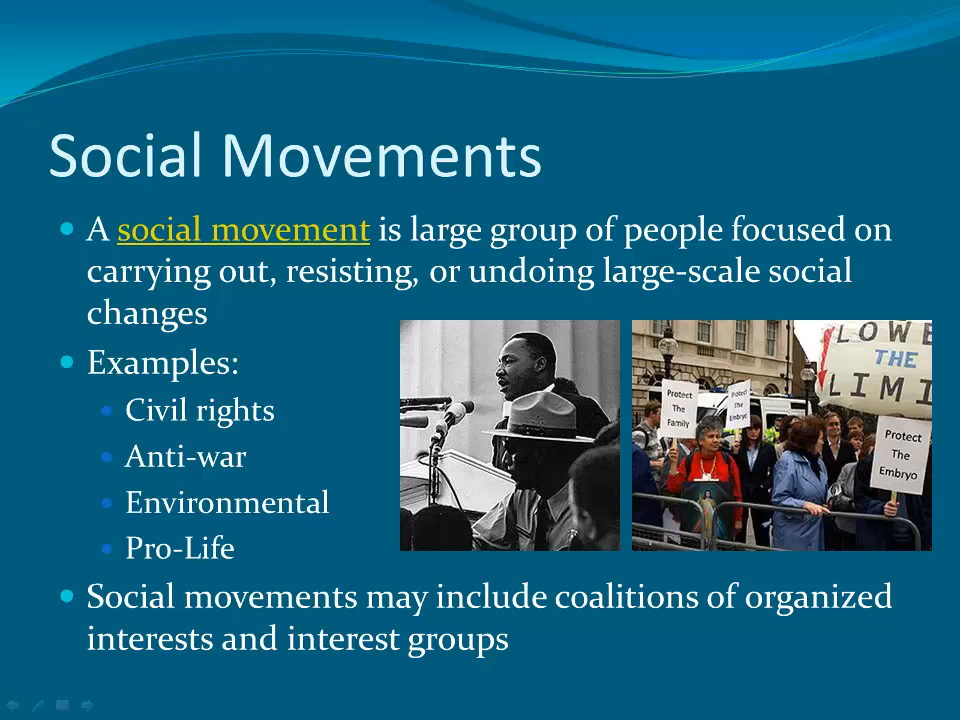 Social Movements
A social movement is large group of people focused on
carrying out, resisting, or undoing large-scale social
changes
Examples:
Civil rights
Anti-war
Environmental
Pro-Life
LOWE
THE
LIMI
Protect
The
Family
Protect
The
Embryo
Protect
The
Embryo
Social movements may include coalitions of organized
interests and interest groups